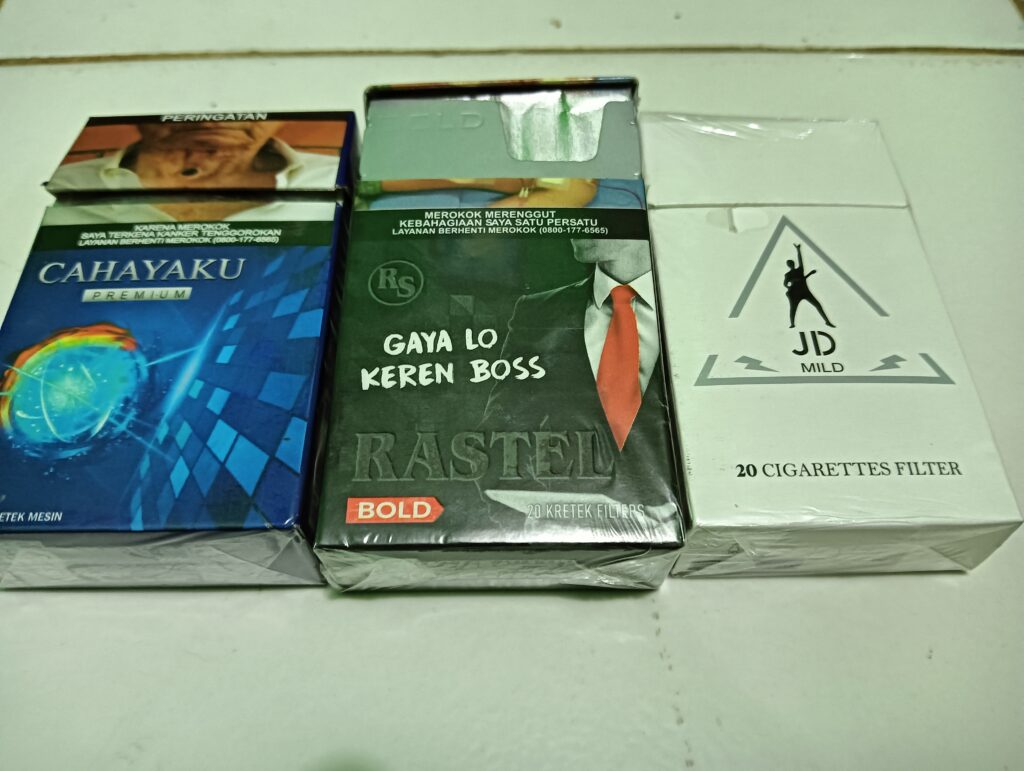 PERINGATAN
KARENA MEROKOK
SAYA TERKENA KANKER TENGGOROKAN
LAYANAN BERHENTI MEROKOK (0800-177-6565)
CAHAYAKU
PREMIUM
ETEK MESIN
MILD
MEROKOK MERENGGUT
KEBAHAGIAAN SAYA SATU PERSATU
LAYANAN BERHENTI MEROKOK (0800-177-6565)
RS
GAYA LO
KEREN BOSS
RASTEL
BOLD
20 KRETEK FILTERS
JD
MILD
20 CIGARETTES FILTER